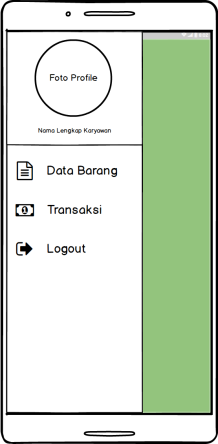 Foto Profile
Nama Lengkap Karyawan
Data Barang
Transaksi
Logout